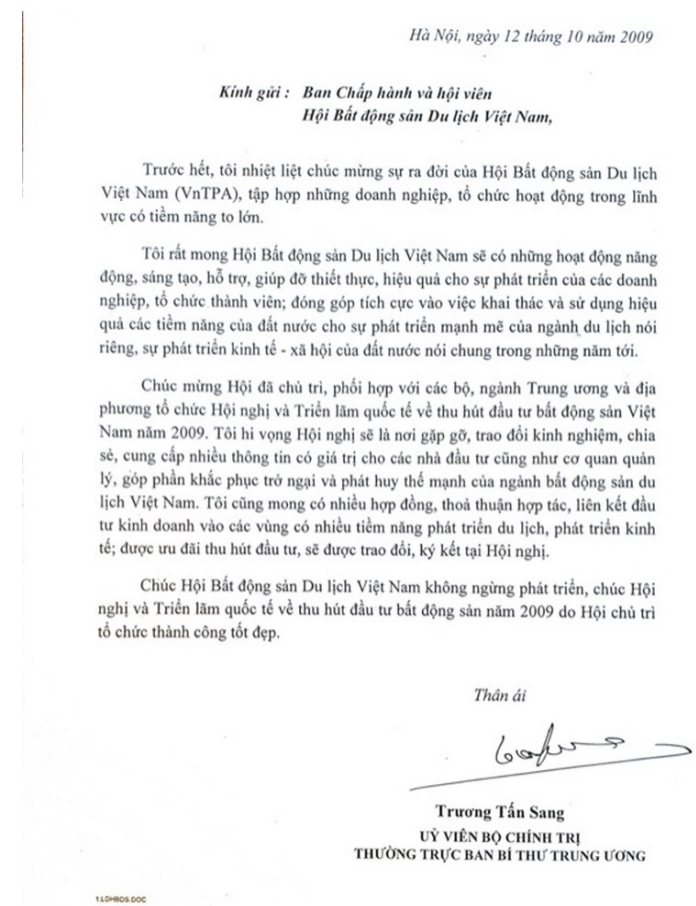 Hà Nội, ngày 12 tháng 10 năm 2009
Kính gửi : Ban Chấp hành và hội viên
Hội Bất động sản Du lịch Việt Nam,
Trước hết, tôi nhiệt liệt chúc mừng sự ra đời của Hội Bất động sản Du lịch
Việt Nam (VnTPA), tập hợp những doanh nghiệp, tổ chức hoạt động trong lĩnh
vực có tiềm năng to lớn.
Tôi rất mong Hội Bất động sản Du lịch Việt Nam sẽ có những hoạt động năng
động, sáng tạo, hỗ trợ, giúp đỡ thiết thực, hiệu quả cho sự phát triển của các doanh
nghiệp, tổ chức thành viên; đóng góp tích cực vào việc khai thác và sử dụng hiệu
quả các tiềm năng của đất nước cho sự phát triển mạnh mẽ của ngành du lịch nói
riêng, sự phát triển kinh tế - xã hội của đất nước nói chung trong những năm tới.
Chúc mừng Hội đã chủ trì, phối hợp với các bộ, ngành Trung ương và địa
phương tổ chức Hội nghị và Triển lãm quốc tế về thu hút đầu tư bất động sản Việt
Nam năm 2009. Tôi hi vọng Hội nghị sẽ là nơi gặp gỡ, trao đổi kinh nghiệm, chia
sẻ, cung cấp nhiều thông tin có giá trị cho các nhà đầu tư cũng như cơ quan quản
lý, góp phần khắc phục trở ngại và phát huy thế mạnh của ngành bất động sản du
lịch Việt Nam. Tôi cũng mong có nhiều hợp đồng, thoả thuận hợp tác, liên kết đầu
tư kinh doanh vào các vùng có nhiều tiềm năng phát triển du lịch, phát triển kinh
tế; được ưu đãi thu hút đầu tư, sẽ được trao đổi, ký kết tại Hội nghị.
Chúc Hội Bất động sản Du lịch Việt Nam không ngừng phát triển, chúc Hội
nghị và Triển lãm quốc tế về thu hút đầu tư bất động sản năm 2009 do Hội chủ trì
tổ chức thành công tốt đẹp.
Thân ái
Trương Tấn Sang
UỶ VIÊN BỘ CHÍNH TRỊ
THƯỜNG TRỰC BAN BÍ THƯ TRUNG ƯƠNG
1.LDHBDS.DOC